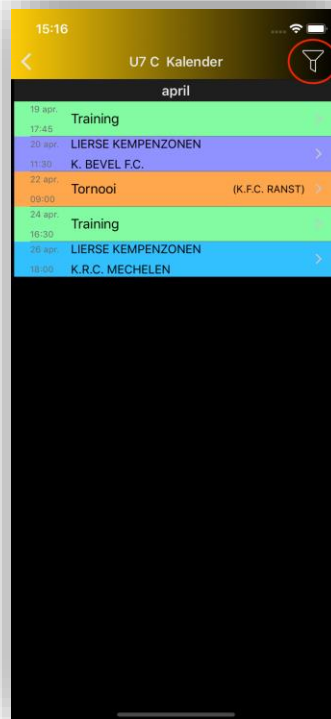 15:16
U7 C Kalender
april
19 apr.
17:45
Training
20 apr.
11:30
LIERSE KEMPENZONEN
K. BEVEL F.C.
22 apr.
09:00
Tornooi
(K.F.C. RANST)
24 apr.
16:30
Training
26 apr.
18:00
LIERSE KEMPENZONEN
K.R.C. MECHELEN